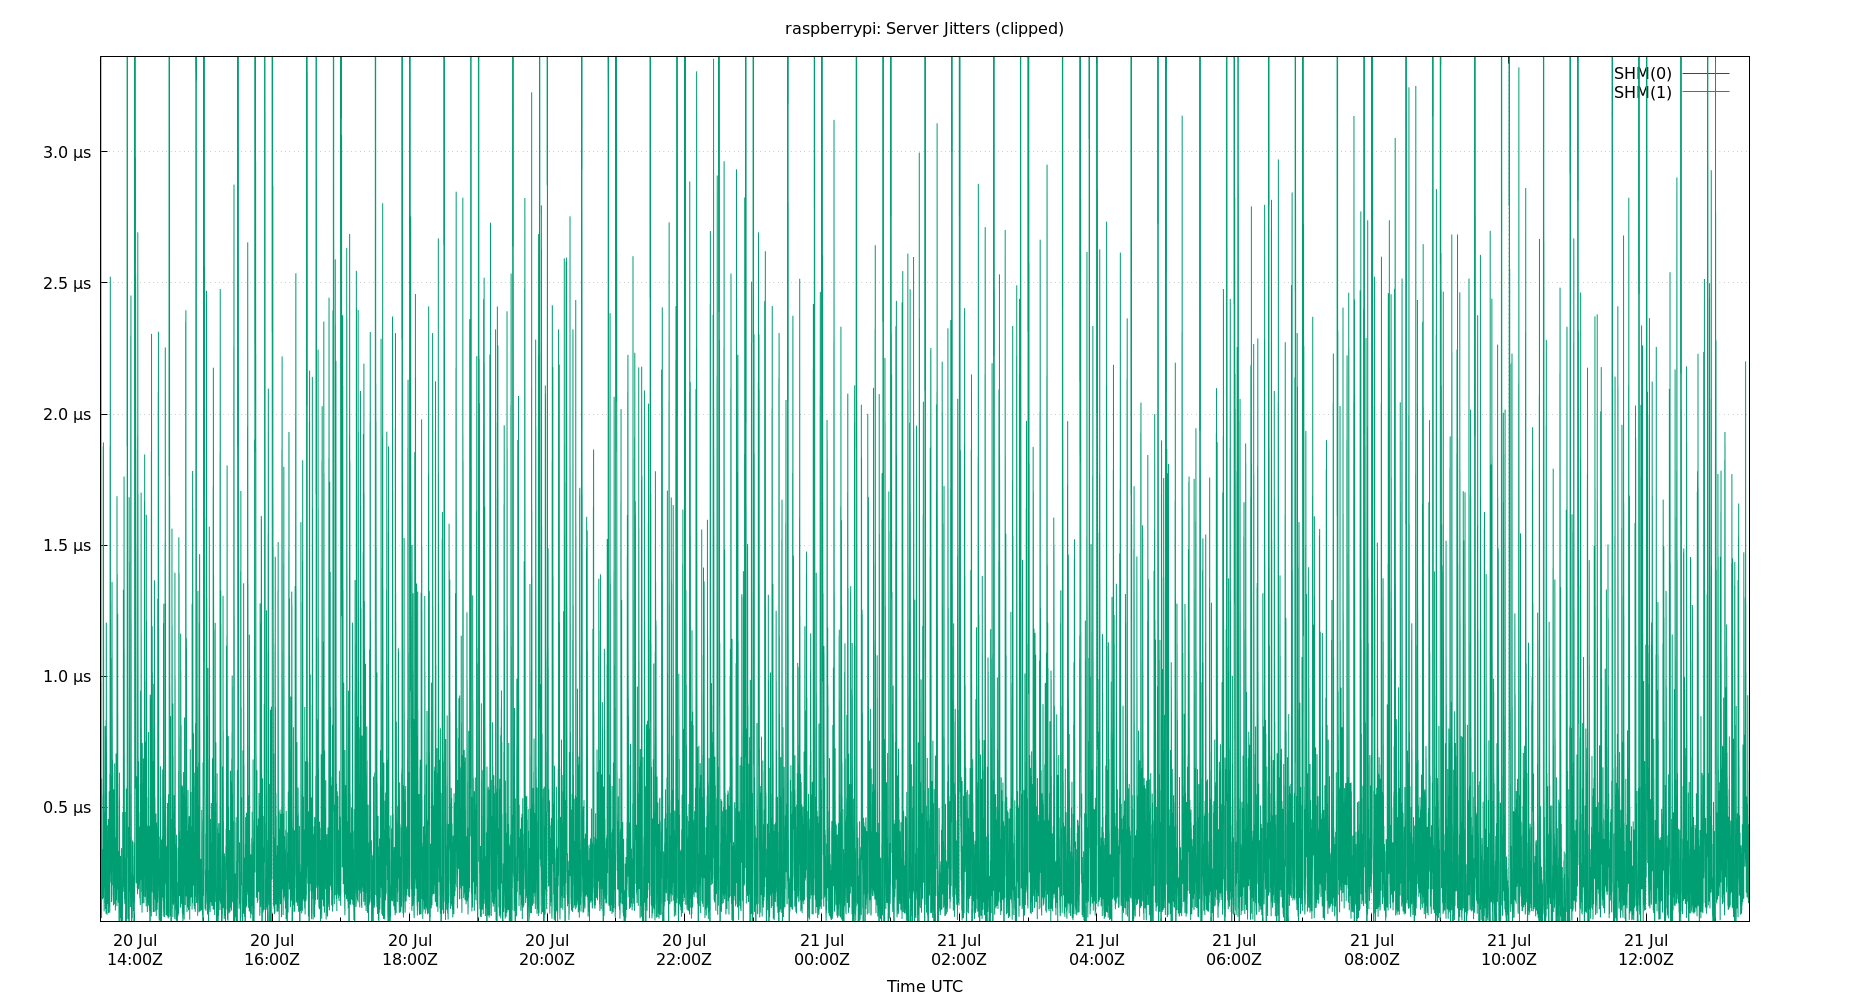 raspberrypi: Server Jitters (clipped)
SHM(0)
SHM(1)
3.0 µs
2.5 µs
2.0 µs
1.5 µs
1.0 µs
0.5 µs
20 Jul 20 Jul 20 Jul 20 Jul 20 Jul 21 Jul 21 Jul 21 Jul 21 Jul 21 Jul 21 Jul 21 Jul
14:00Z 16:00Z 18:00Z 20:00Z 22:00Z 00:00Z 02:00Z 04:00Z 06:00Z 08:00Z 10:00Z 12:00Z
Time UTC